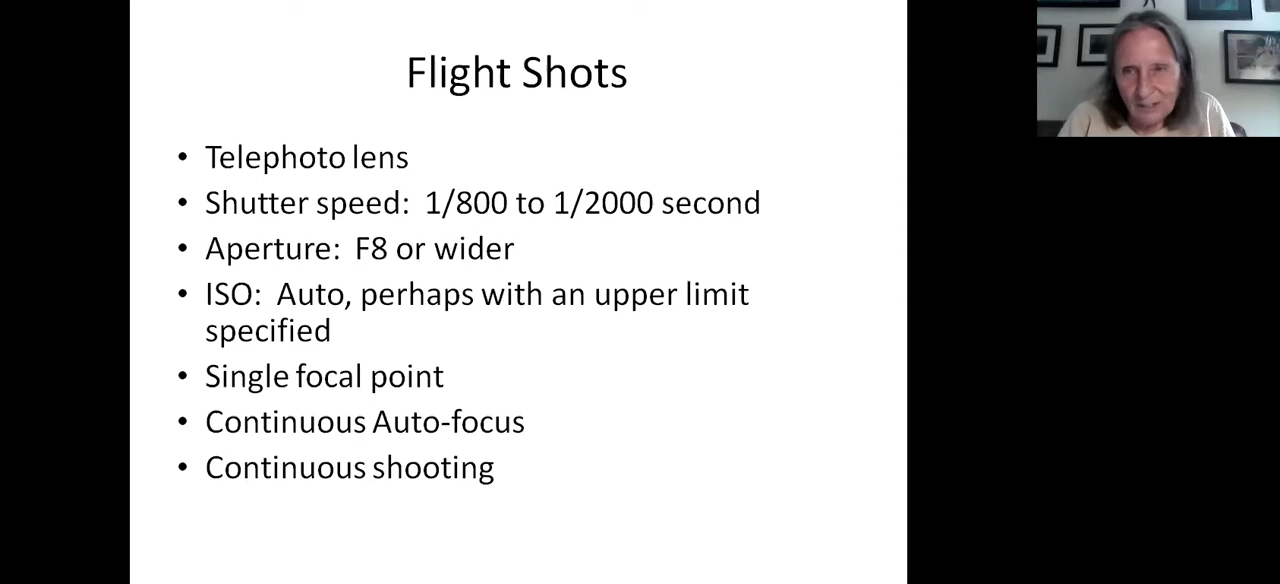 Flight Shots
• Telephoto lens
• Shutter speed:  1/800 to 1/2000 second
• Aperture:  F8 or wider
• ISO:  Auto, perhaps with an upper limit
specified
• Single focal point
• Continuous Auto-focus
• Continuous shooting